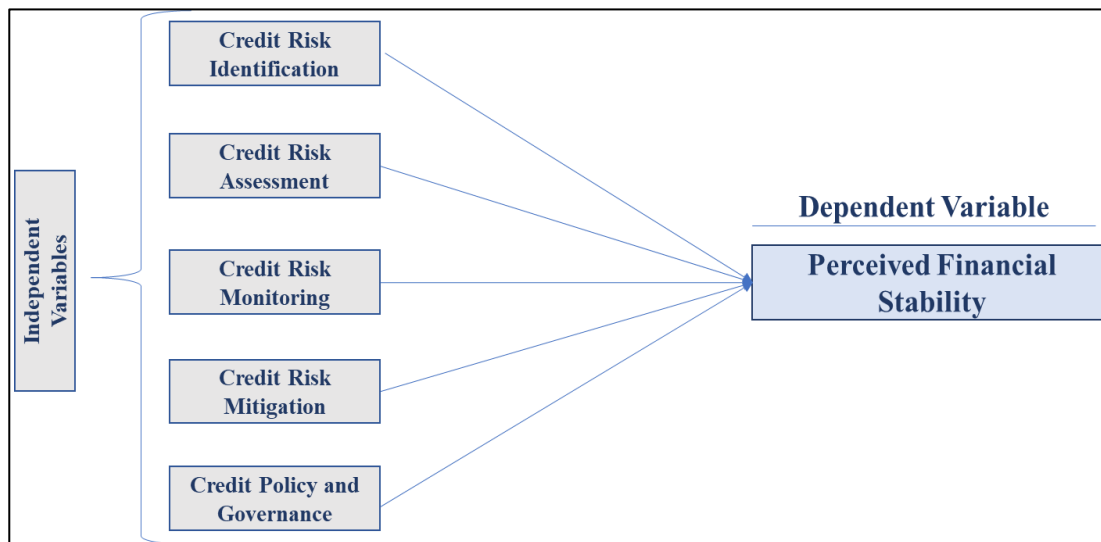 Independent
Variables
Credit Risk
Identification
Credit Risk
Assessment
Credit Risk
Monitoring
Credit Risk
Mitigation
Credit Policy and
Governance
Dependent Variable
Perceived Financial
Stability